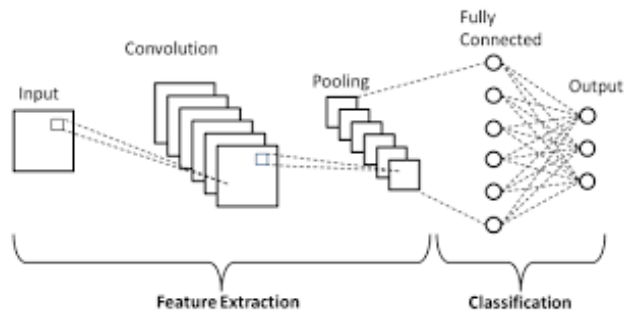 Input
Convolution
Pooling
Fully
Connected
Output
Feature Extraction
Classification